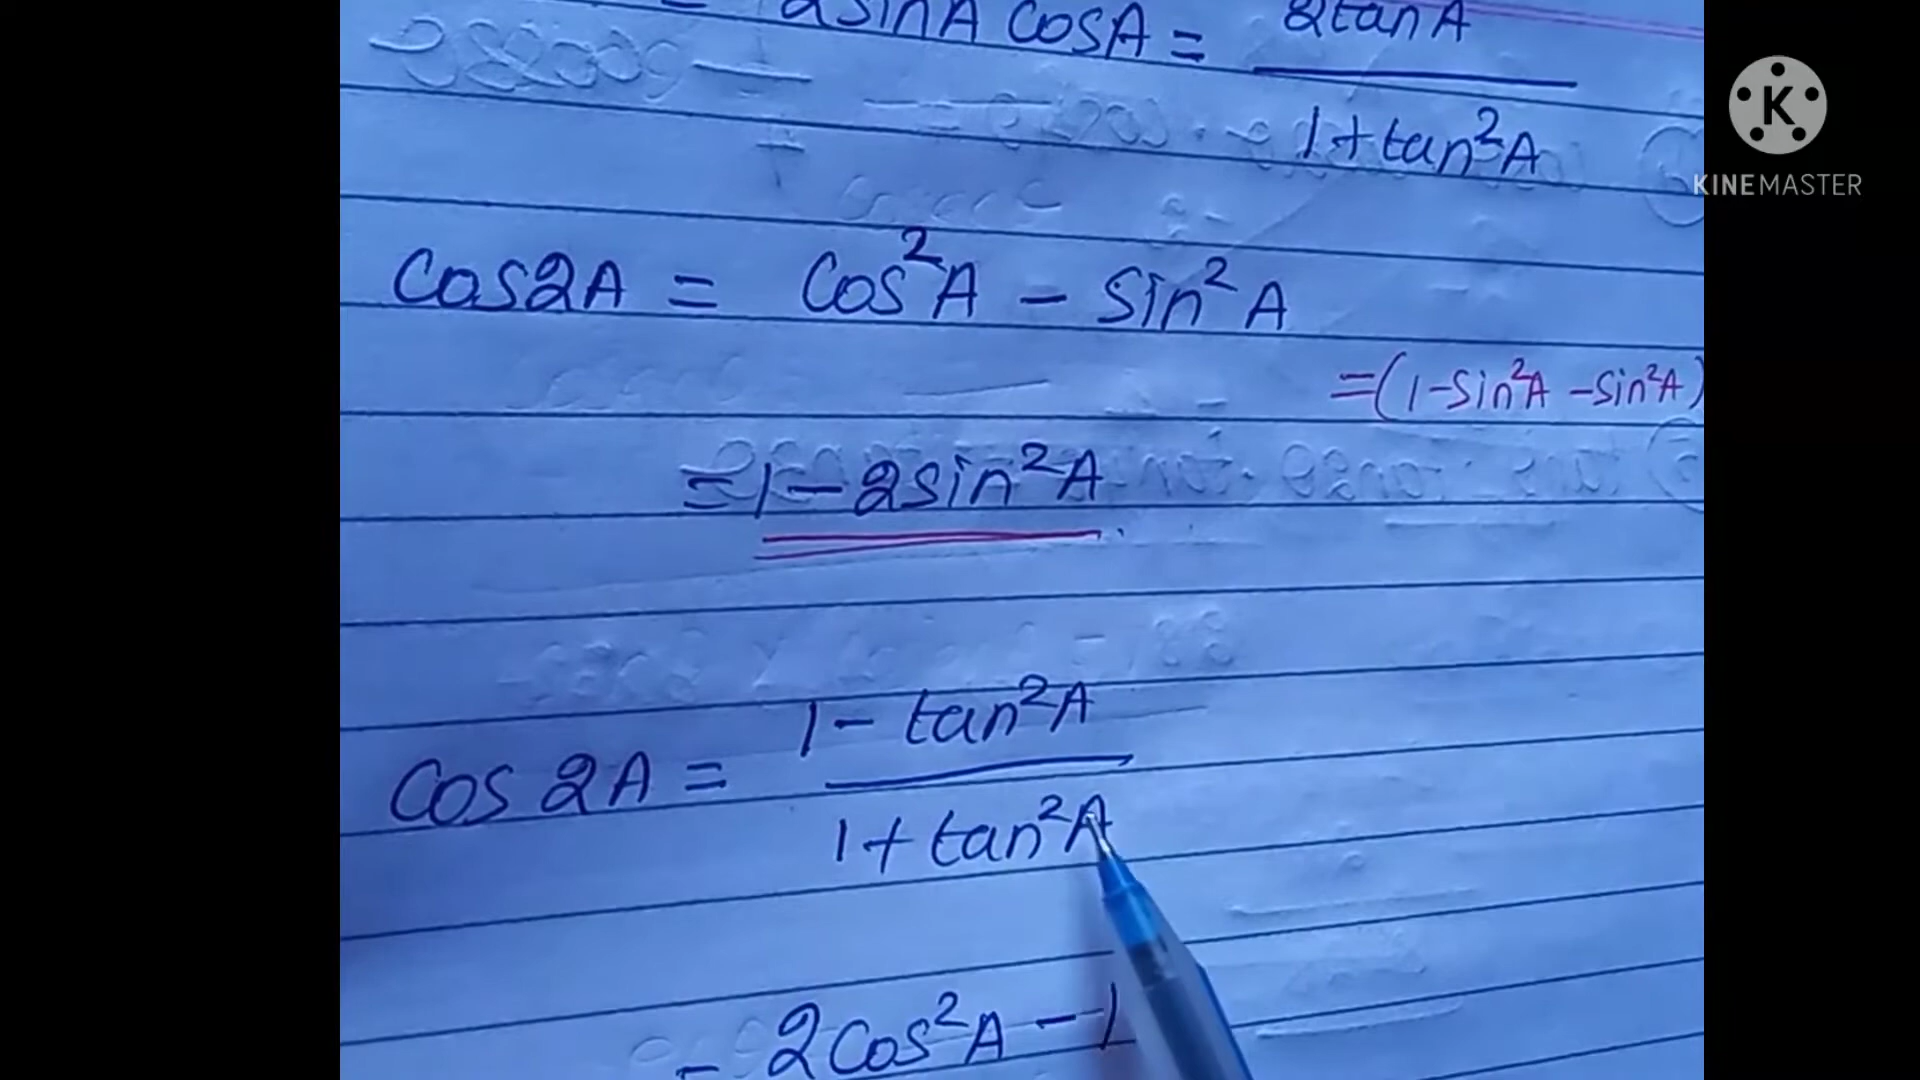 = 2sinA cosA = 2tanA
1+tan²A
cos2A = cos²A - sin²A
=(1-sin²A -sin²A)
=1-2sin²A
cos 2A = 1-tan²A
1+tan²A
= 2cos²A-1
K
KINEMASTER